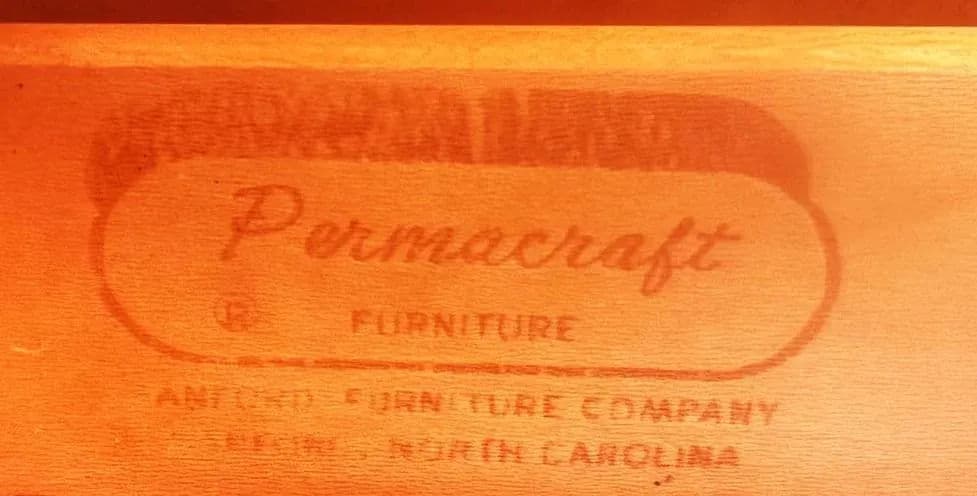 Permacraft
®
FURNITURE
FURNITURE COMPANY
NORTH CAROLINA